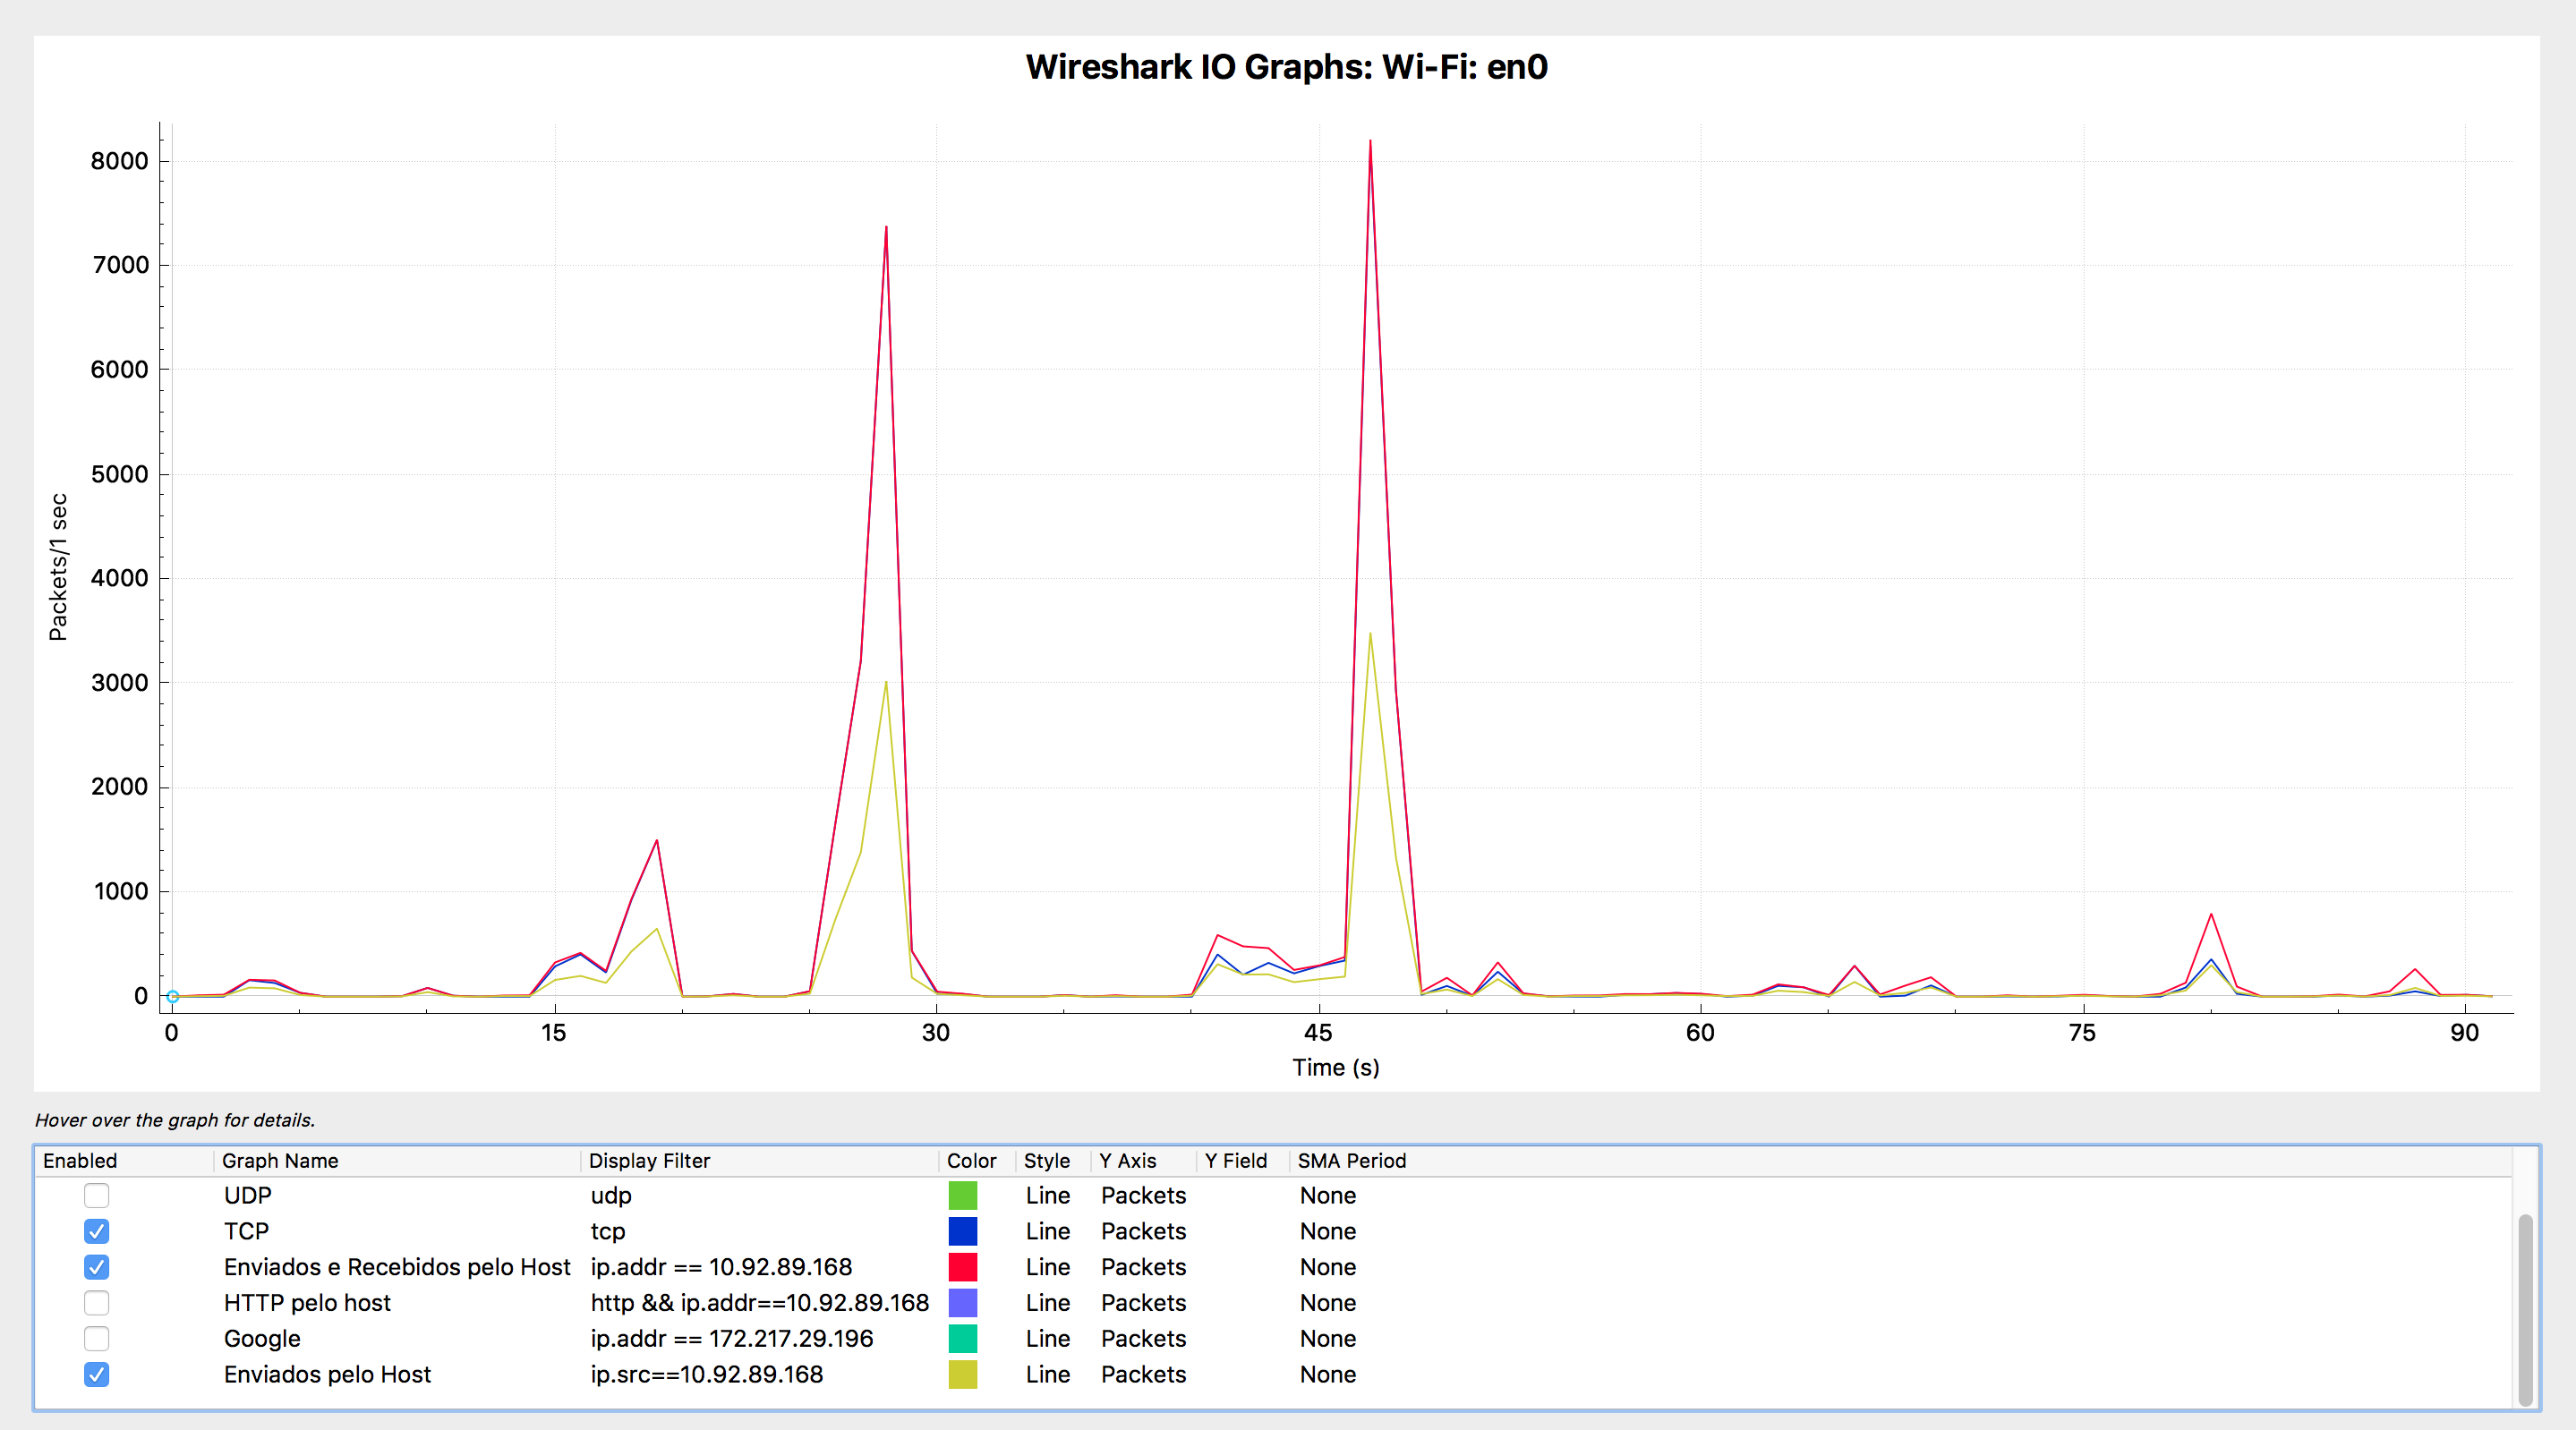 Wireshark IO Graphs: Wi-Fi: en0
8000
7000
6000
5000
4000
3000
2000
1000
0
Packets/1 sec
0 15 30 45 60 75 90
Time (s)
Hover over the graph for details.
Enabled Graph Name Display Filter Color Style Y Axis Y Field SMA Period
UDP udp Line Packets None
TCP tcp Line Packets None
Enviados e Recebidos pelo Host ip.addr == 10.92.89.168 Line Packets None
HTTP pelo host http && ip.addr==10.92.89.168 Line Packets None
Google ip.addr == 172.217.29.196 Line Packets None
Enviados pelo Host ip.src==10.92.89.168 Line Packets None